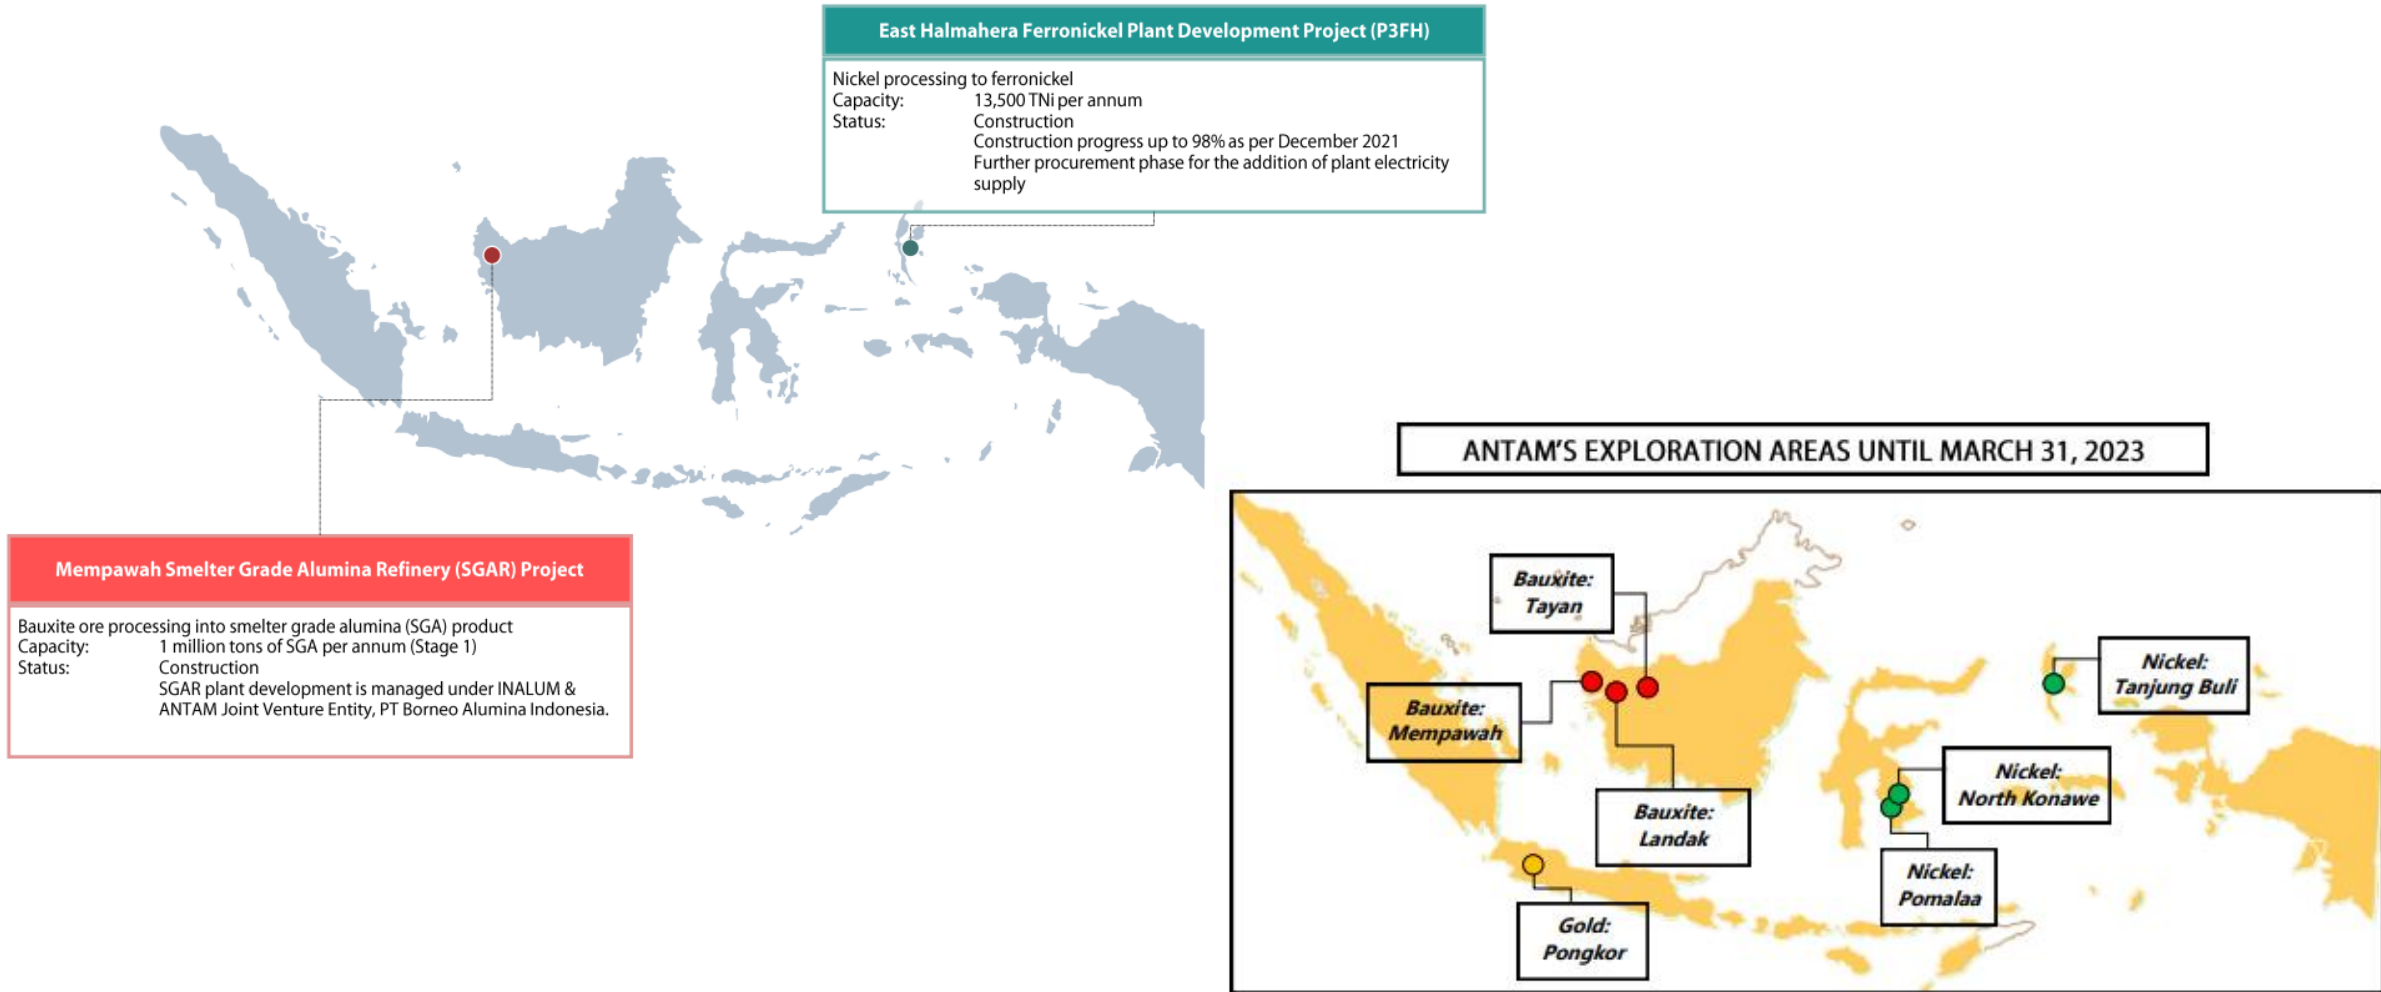 East Halmahera Ferronickel Plant Development Project (P3FH)
Nickel processing to ferronickel
Capacity: 13,500 TNi per annum
Status: Construction
Construction progress up to 98% as per December 2021
Further procurement phase for the addition of plant electricity
supply
Mempawah Smelter Grade Alumina Refinery (SGAR) Project
Bauxite ore processing into smelter grade alumina (SGA) product
Capacity: 1 million tons of SGA per annum (Stage 1)
Status: Construction
SGAR plant development is managed under INALUM &
ANTAM Joint Venture Entity, PT Borneo Alumina Indonesia.
ANTAM'S EXPLORATION AREAS UNTIL MARCH 31, 2023
Bauxite:
Tayan
Bauxite:
Mempawah
Bauxite:
Landak
Gold:
Pongkor
Nickel:
Tanjung Buli
Nickel:
North Konawe
Nickel:
Pomalaa